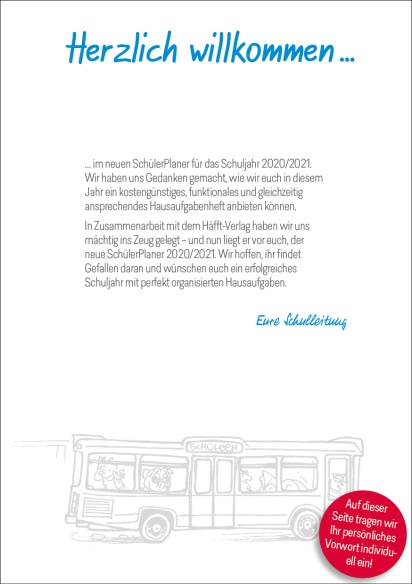 Herzlich willkommen ...
... im neuen SchülerPlaner für das Schuljahr 2020/2021.
Wir haben uns Gedanken gemacht, wie wir euch in diesem
Jahr ein kostengünstiges, funktionales und gleichzeitig
ansprechendes Hausaufgabenheft anbieten können.
In Zusammenarbeit mit dem Häfft-Verlag haben wir uns
mächtig ins Zeug gelegt – und nun liegt er vor euch, der
neue SchülerPlaner 2020/2021. Wir hoffen, ihr findet
Gefallen daran und wünschen euch ein erfolgreiches
Schuljahr mit perfekt organisierten Hausaufgaben.
Eure Schulleitung
Auf dieser
Seite tragen wir
Ihr persönliches
Vorwort individu-
ell ein!